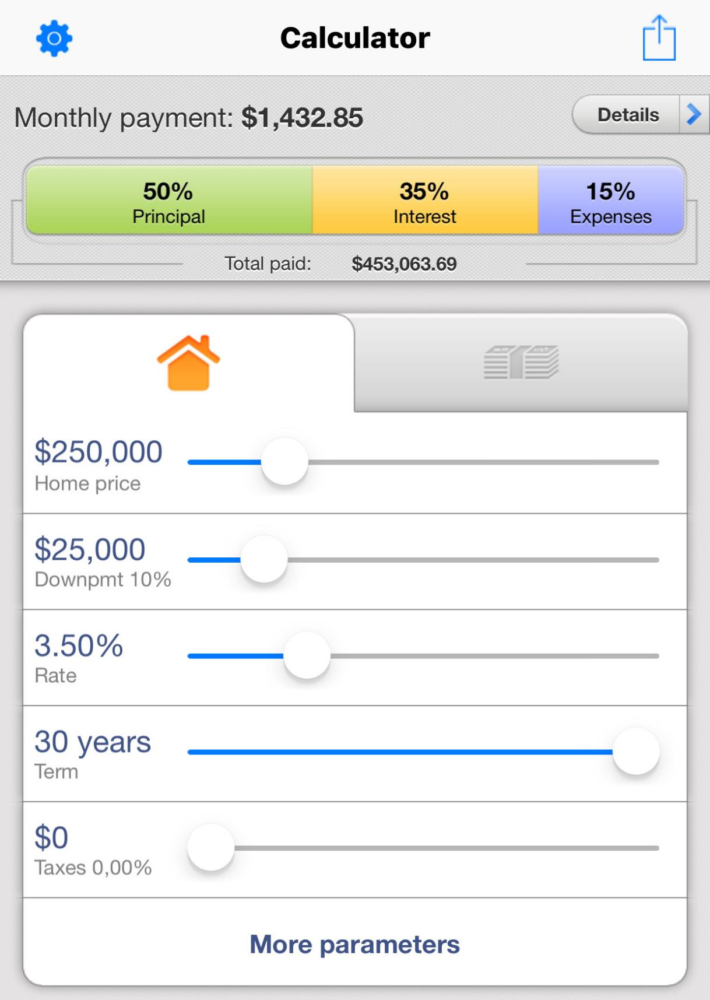 Calculator
Monthly payment: $1,432.85
Details
50%
Principal
35%
Interest
15%
Expenses
Total paid: $453,063.69
$250,000
Home price
$25,000
Downpmt 10%
3.50%
Rate
30 years
Term
$0
Taxes 0,00%
More parameters